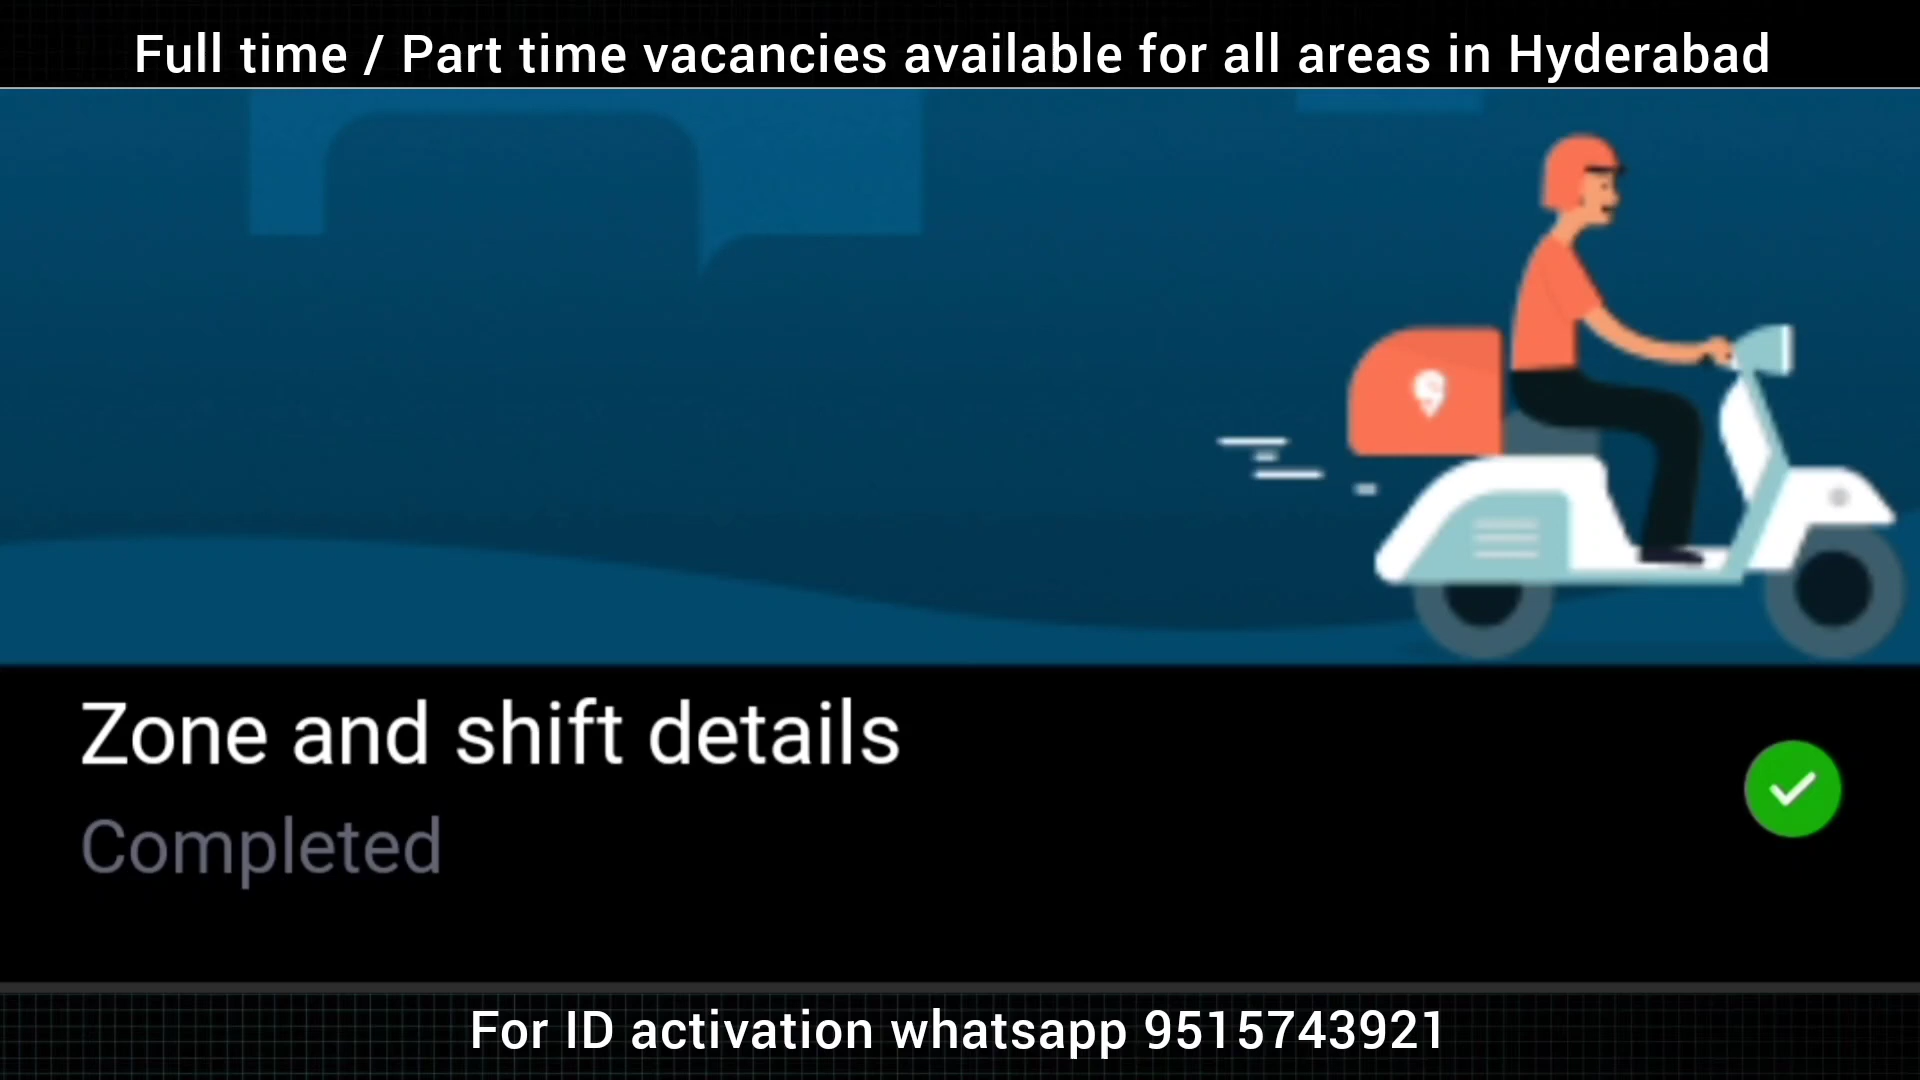 Full time / Part time vacancies available for all areas in Hyderabad
Zone and shift details
Completed
For ID activation whatsapp 9515743921